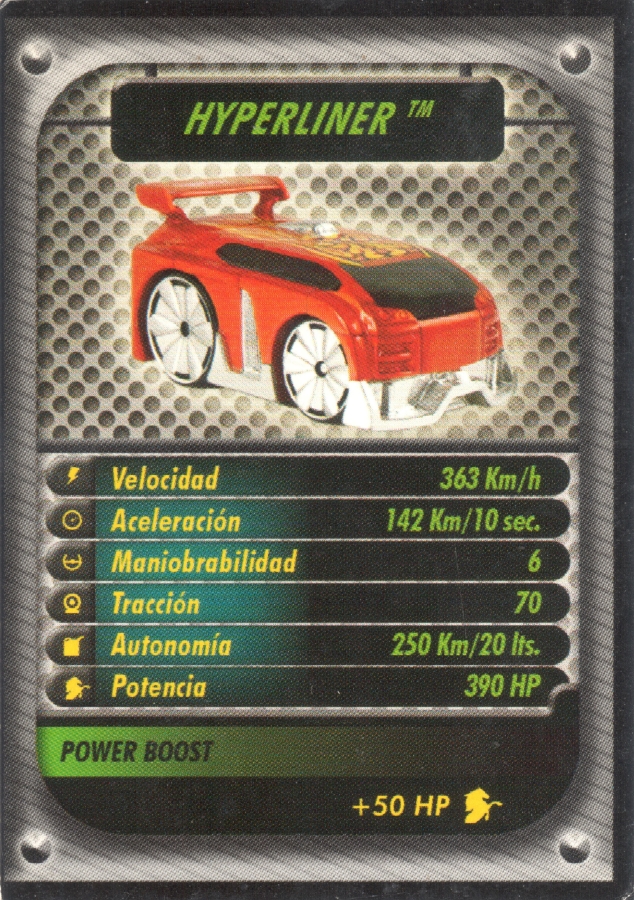 HYPERLINER ™
Velocidad 363 Km/h
Aceleración 142 Km/10 sec.
Maniobrabilidad 6
Tracción 70
Autonomía 250 Km/20 lts.
Potencia 390 HP
POWER BOOST
+50 HP